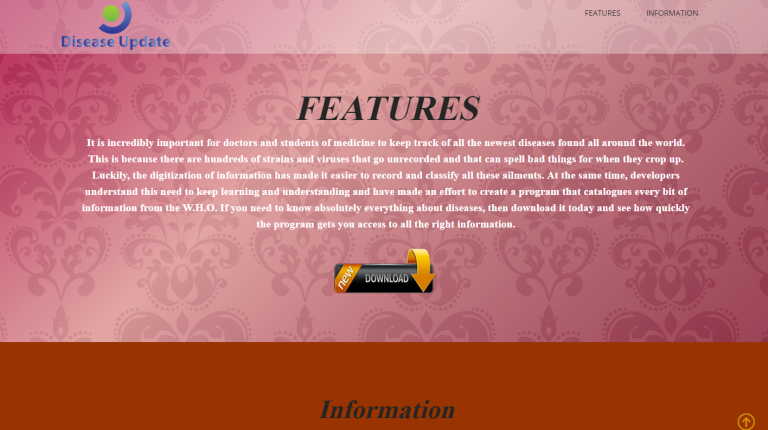 Disease Update
FEATURES
INFORMATION
FEATURES
It is incredibly important for doctors and students of medicine to keep track of all the newest diseases found all around the world.
This is because there are hundreds of strains and viruses that go unrecorded and that can spell bad things for when they crop up.
Luckily, the digitization of information has made it easier to record and classify all these ailments. At the same time, developers
understand this need to keep learning and understanding and have made an effort to create a program that catalogues every bit of
information from the W.H.O. If you need to know absolutely everything about diseases, then download it today and see how quickly
the program gets you access to all the right information.
new
DOWNLOAD
Information